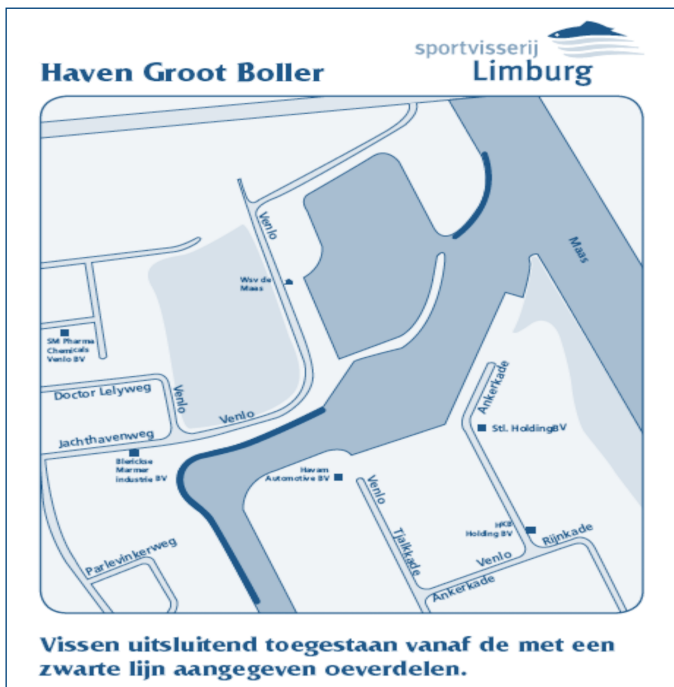 sportvisserij
Limburg
Haven Groot Boller
Venlo
Maas
Wsv de
Maas
SM Pharma
Chemicals
Venlo BV
Doctor Lelyweg
Venlo
Venlo
Jachthavenweg
Blerickse
Marmer
industrie BV
Ankerkade
Stl. HoldingBV
Havam
Automotive BV
Venlo
Tjalkkade
HKB
Holding BV
Rijnkade
Venlo
Ankerkade
Parlevinkerweg
Vissen uitsluitend toegestaan vanaf de met een
zwarte lijn aangegeven oeverdelen.